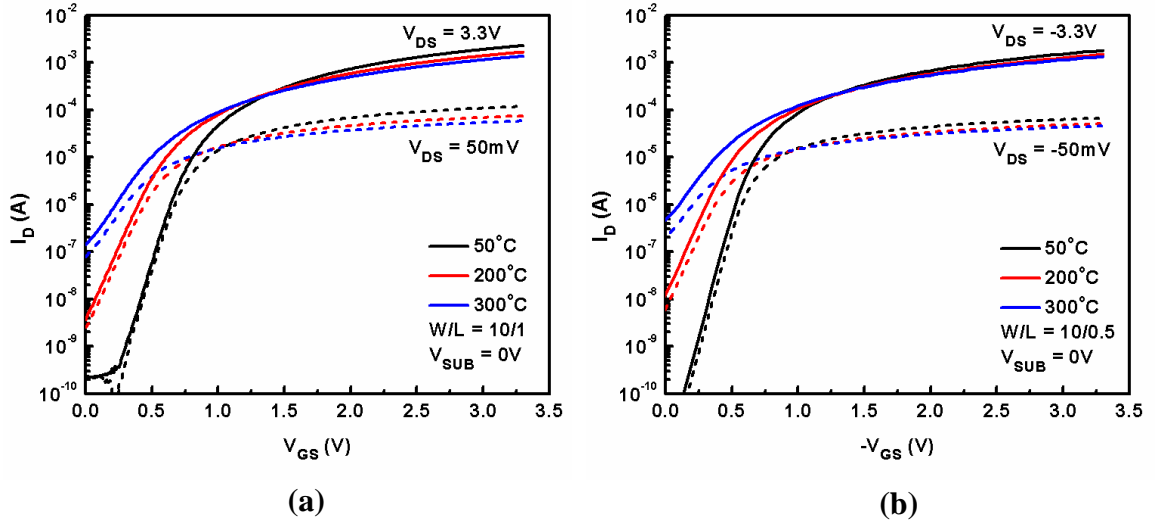 10^-2
10^-3
10^-4
10^-5
10^-6
10^-7
10^-8
10^-9
10^-10
I_D (A)
V_DS = 3.3V
V_DS = 50mV
50°C
200°C
300°C
W/L = 10/1
V_SUB = 0V
0.0 0.5 1.0 1.5 2.0 2.5 3.0 3.5
V_GS (V)
(a)
10^-2
10^-3
10^-4
10^-5
10^-6
10^-7
10^-8
10^-9
10^-10
I_D (A)
V_DS = -3.3V
V_DS = -50mV
50°C
200°C
300°C
W/L = 10/0.5
V_SUB = 0V
0.0 0.5 1.0 1.5 2.0 2.5 3.0 3.5
-V_GS (V)
(b)